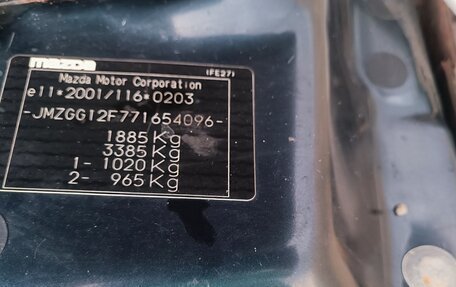 mazda
(FE27)
Mazda Motor Corporation
e11*2001/116*0203
-JMZGG12F771654096-
1885 Kg
3385 Kg
1- 1020 Kg
2- 965 Kg